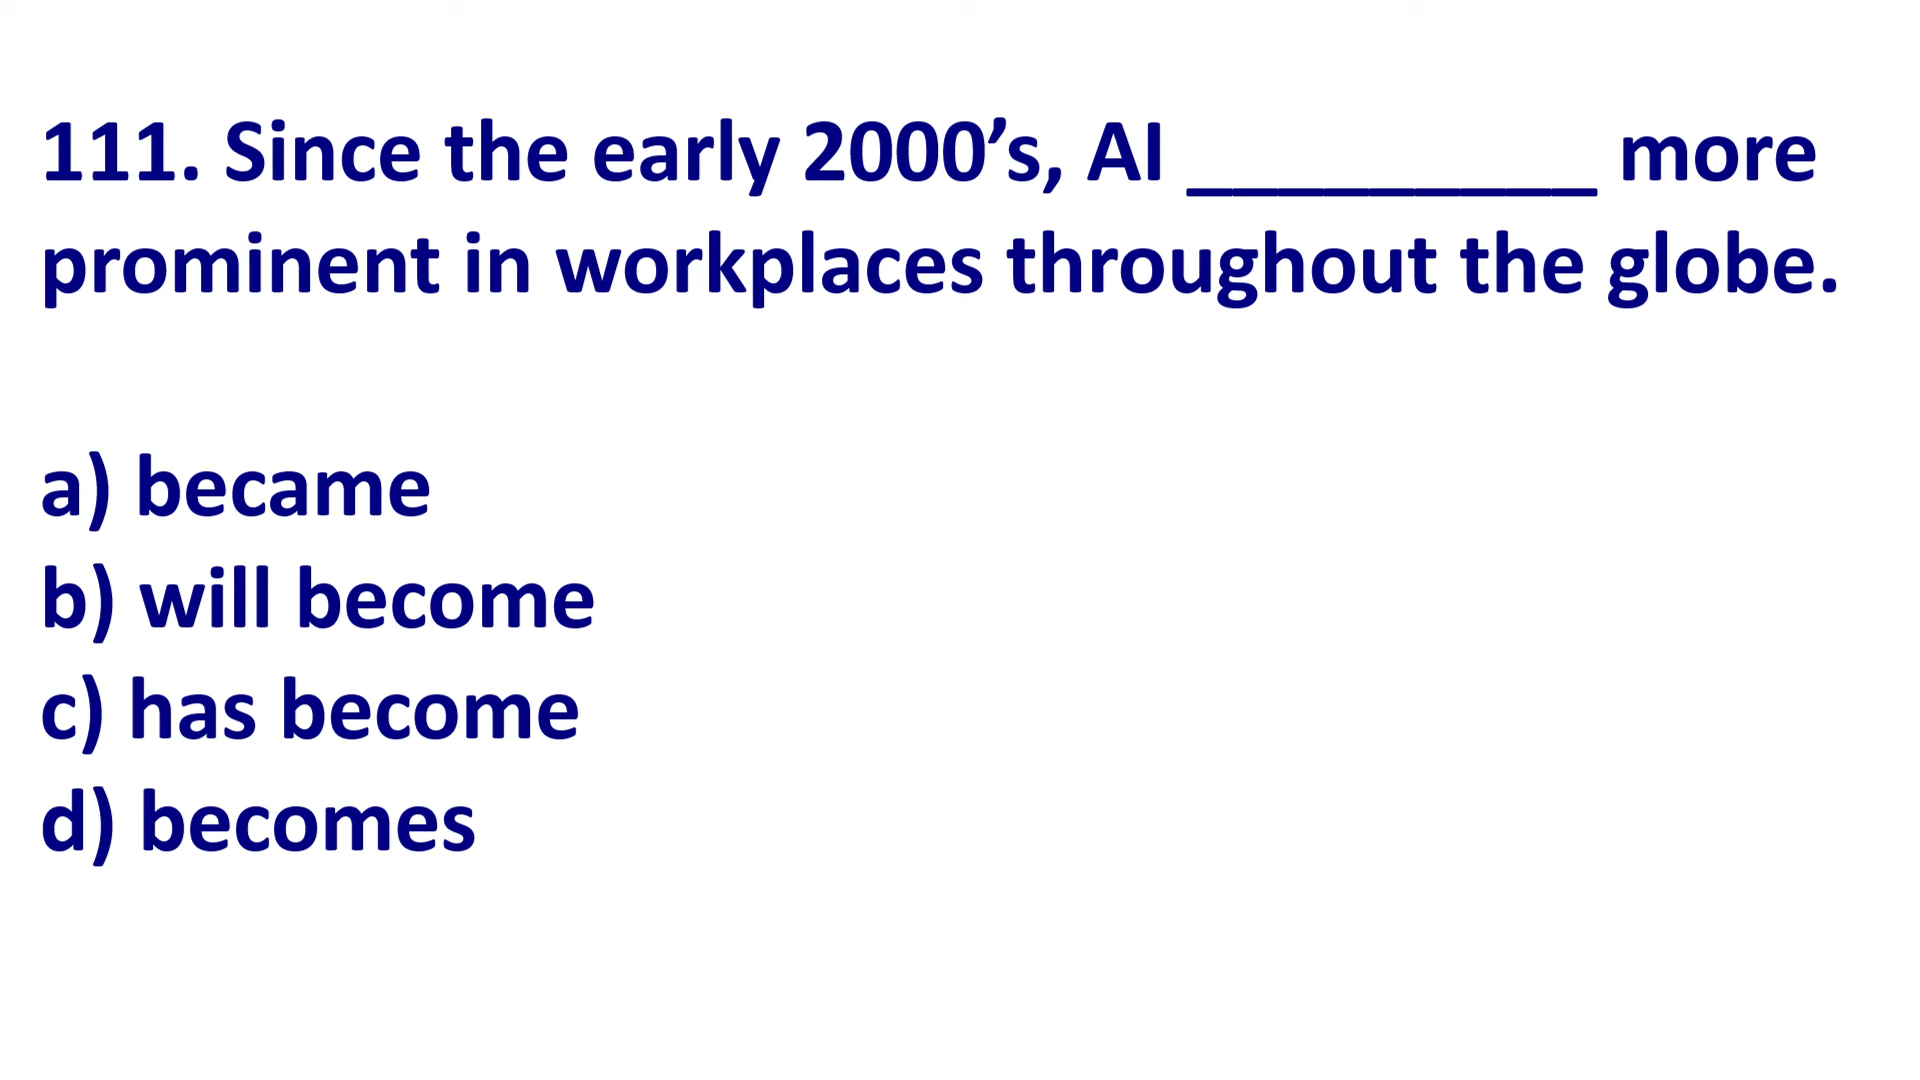 111. Since the early 2000’s, AI _________ more
prominent in workplaces throughout the globe.
a) became
b) will become
c) has become
d) becomes